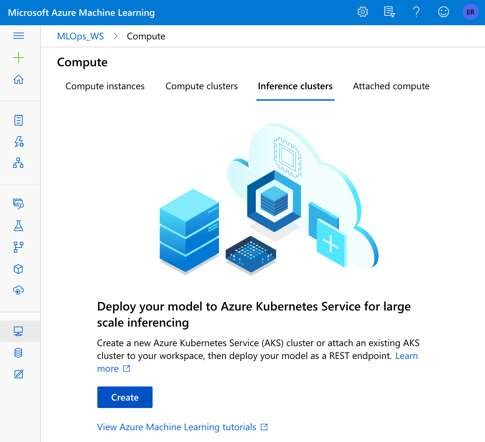 Microsoft Azure Machine Learning
ER
MLOps_WS > Compute
Compute
Compute instances Compute clusters Inference clusters Attached compute
Deploy your model to Azure Kubernetes Service for large
scale inferencing
Create a new Azure Kubernetes Service (AKS) cluster or attach an existing AKS
cluster to your workspace, then deploy your model as a REST endpoint. Learn
more
Create
View Azure Machine Learning tutorials